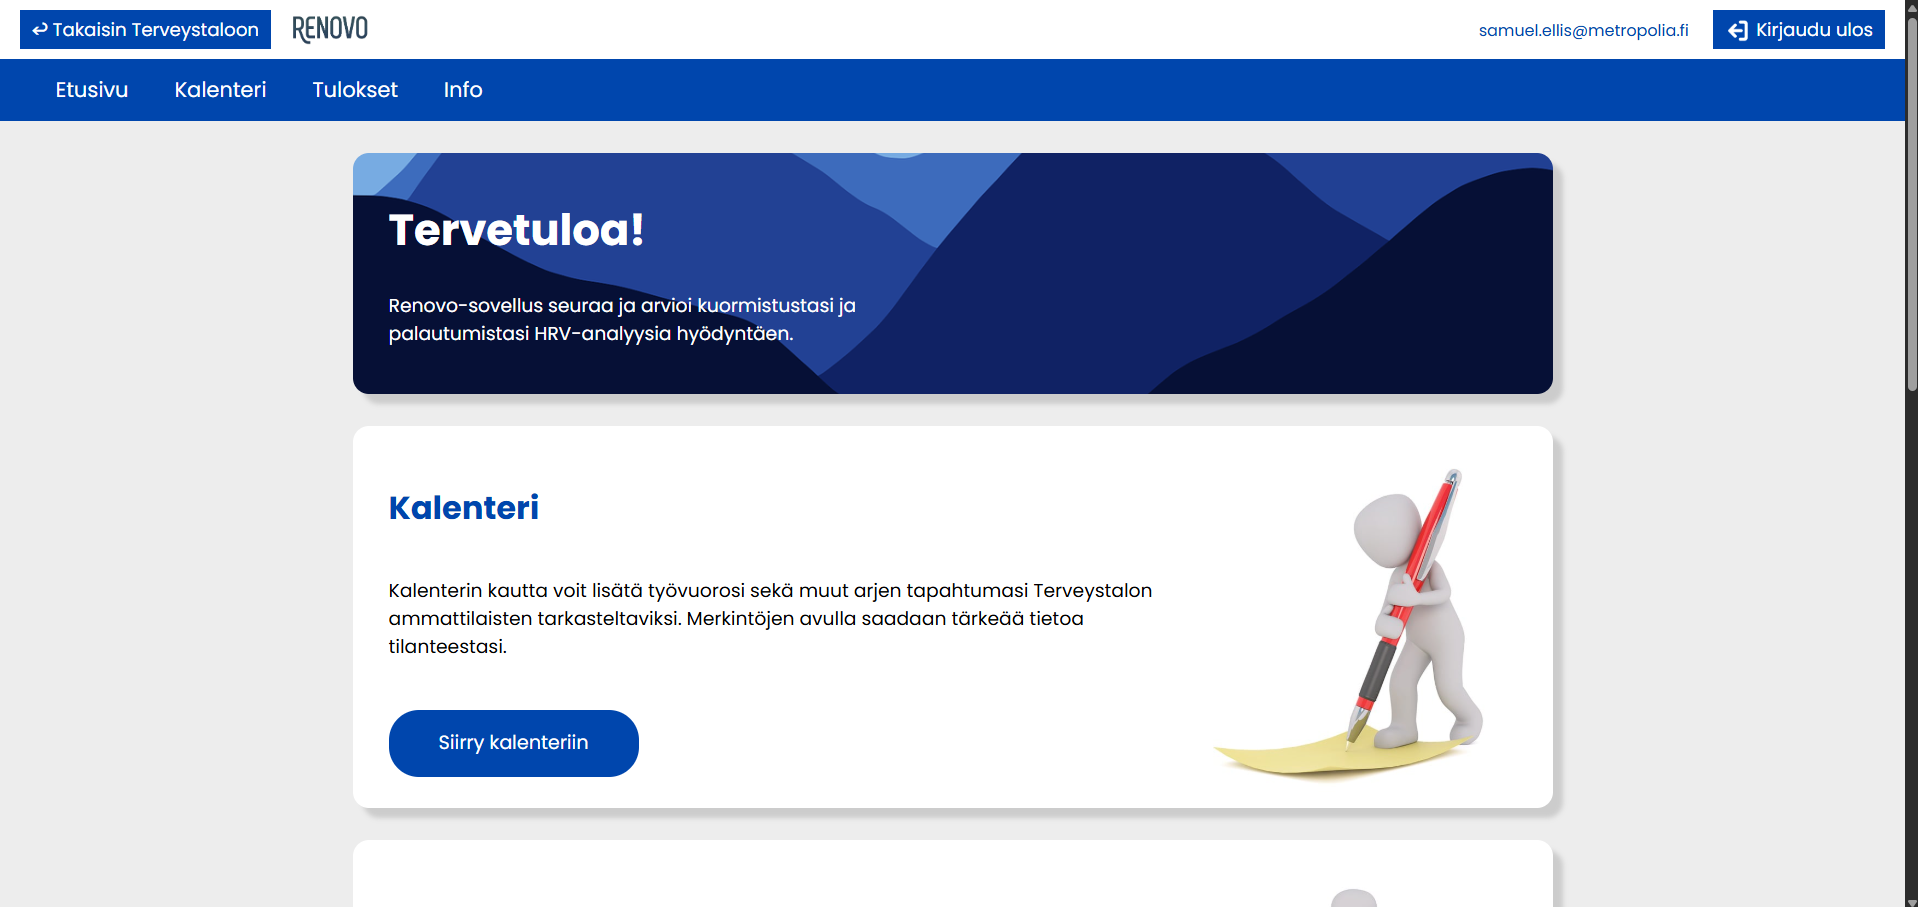 Takaisin Terveystaloon
RENOVO
samuel.ellis@metropolia.fi
Kirjaudu ulos
Etusivu
Kalenteri
Tulokset
Info
Tervetuloa!
Renovo-sovellus seuraa ja arvioi kuormistustasi ja
palautumistasi HRV-analyysia hyödyntäen.
Kalenteri
Kalenterin kautta voit lisätä työvuorosi sekä muut arjen tapahtumasi Terveystalon
ammattilaisten tarkasteltaviksi. Merkintöjen avulla saadaan tärkeää tietoa
tilanteestasi.
Siirry kalenteriin